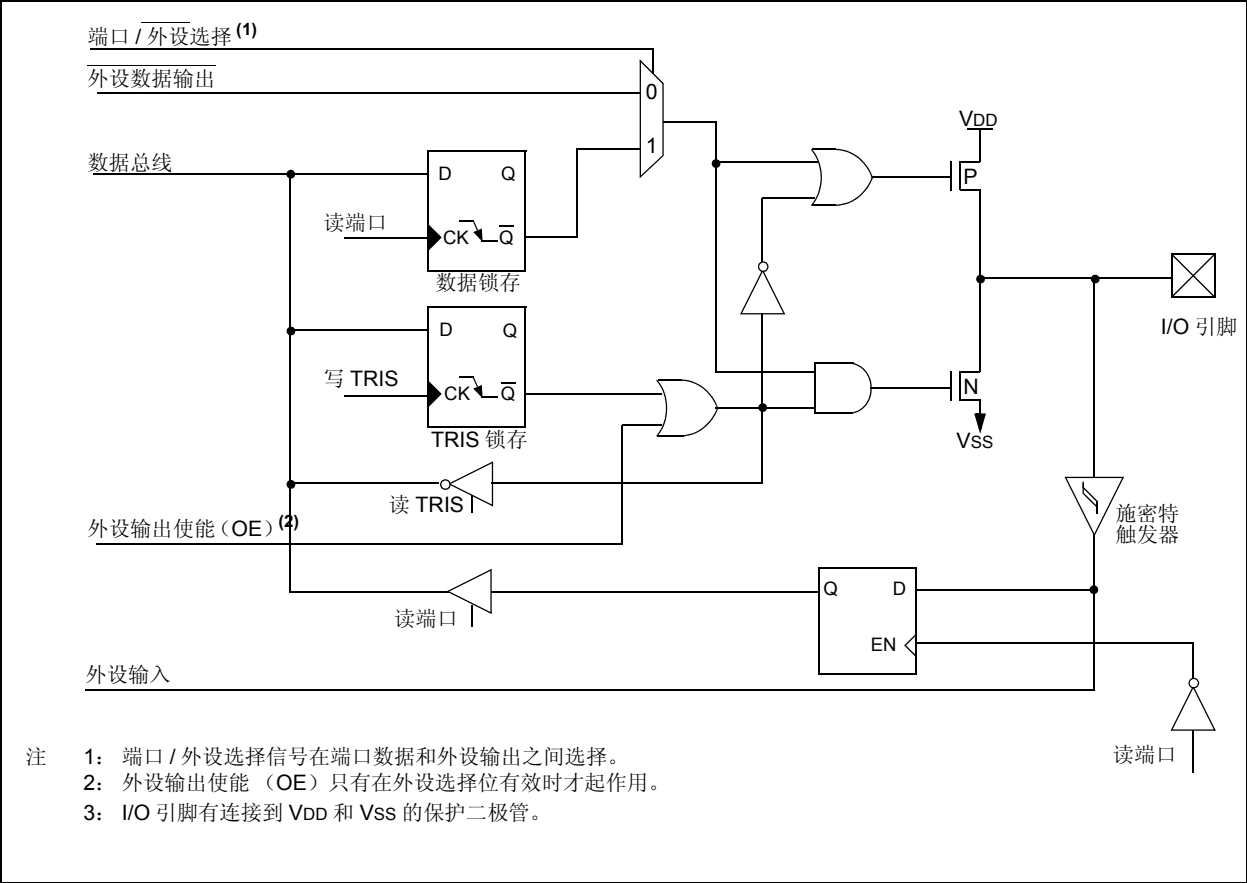 端口 / 外设选择 (1)
外设数据输出
0
VDD
1
数据总线
D Q
P
读端口
CK Q
数据锁存
D Q
I/O 引脚
写 TRIS
CK Q
N
TRIS 锁存
VSS
读 TRIS
外设输出使能（OE）(2)
施密特
触发器
Q D
读端口
EN
外设输入
读端口
注 1： 端口 / 外设选择信号在端口数据和外设输出之间选择。
2： 外设输出使能 （OE）只有在外设选择位有效时才起作用。
3： I/O 引脚有连接到 VDD 和 VSS 的保护二极管。